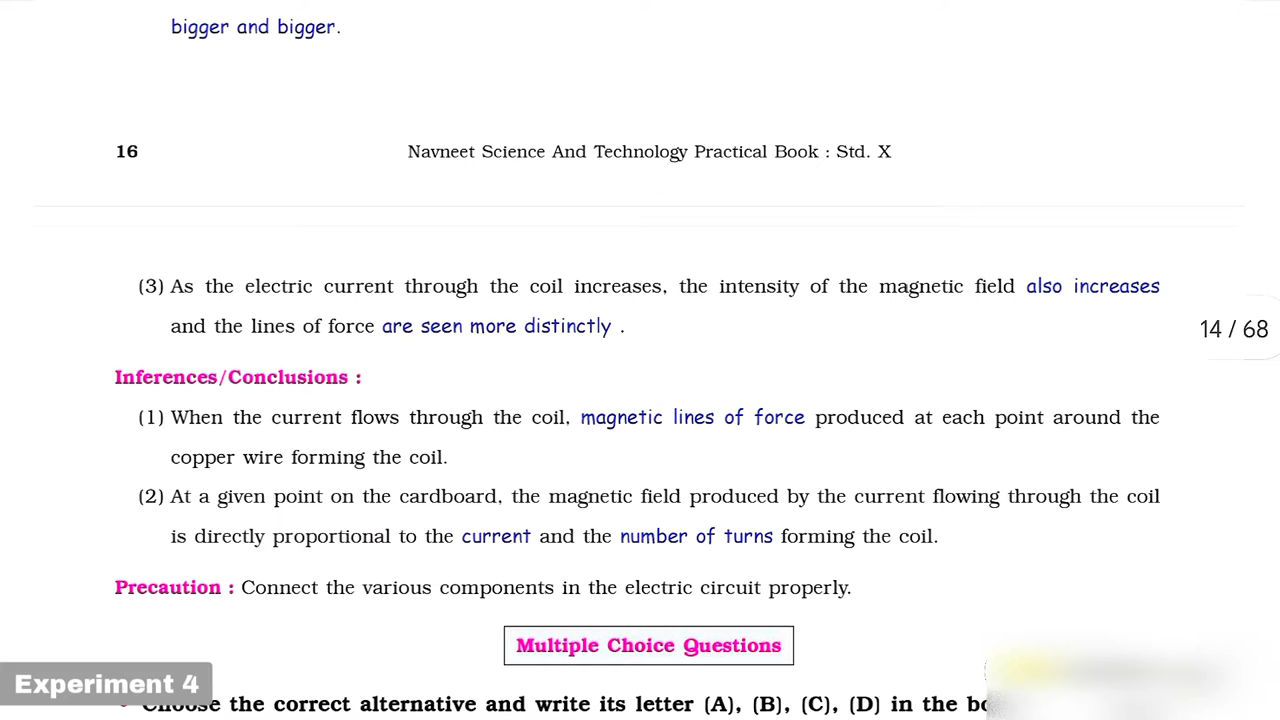 bigger and bigger.
16 Navneet Science And Technology Practical Book : Std. X
(3) As the electric current through the coil increases, the intensity of the magnetic field also increases
and the lines of force are seen more distinctly .
14 / 68
Inferences/Conclusions :
(1) When the current flows through the coil, magnetic lines of force produced at each point around the
copper wire forming the coil.
(2) At a given point on the cardboard, the magnetic field produced by the current flowing through the coil
is directly proportional to the current and the number of turns forming the coil.
Precaution : Connect the various components in the electric circuit properly.
Multiple Choice Questions
Experiment 4
the correct alternative and write its letter (A), (B), (C), (D) in the